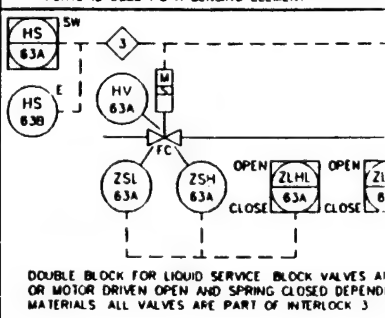 HS
63A
SW
3
HS
63B
E
HV
63A
M
S
FC
ZSL
63A
ZSH
63A
OPEN
ZLHL
63A
CLOSE
OPEN
CLOSE
DOUBLE BLOCK FOR LIQUID SERVICE BLOCK VALVES
OR MOTOR DRIVEN OPEN AND SPRING CLOSED
MATERIALS ALL VALVES ARE PART OF INTERLOCK 3